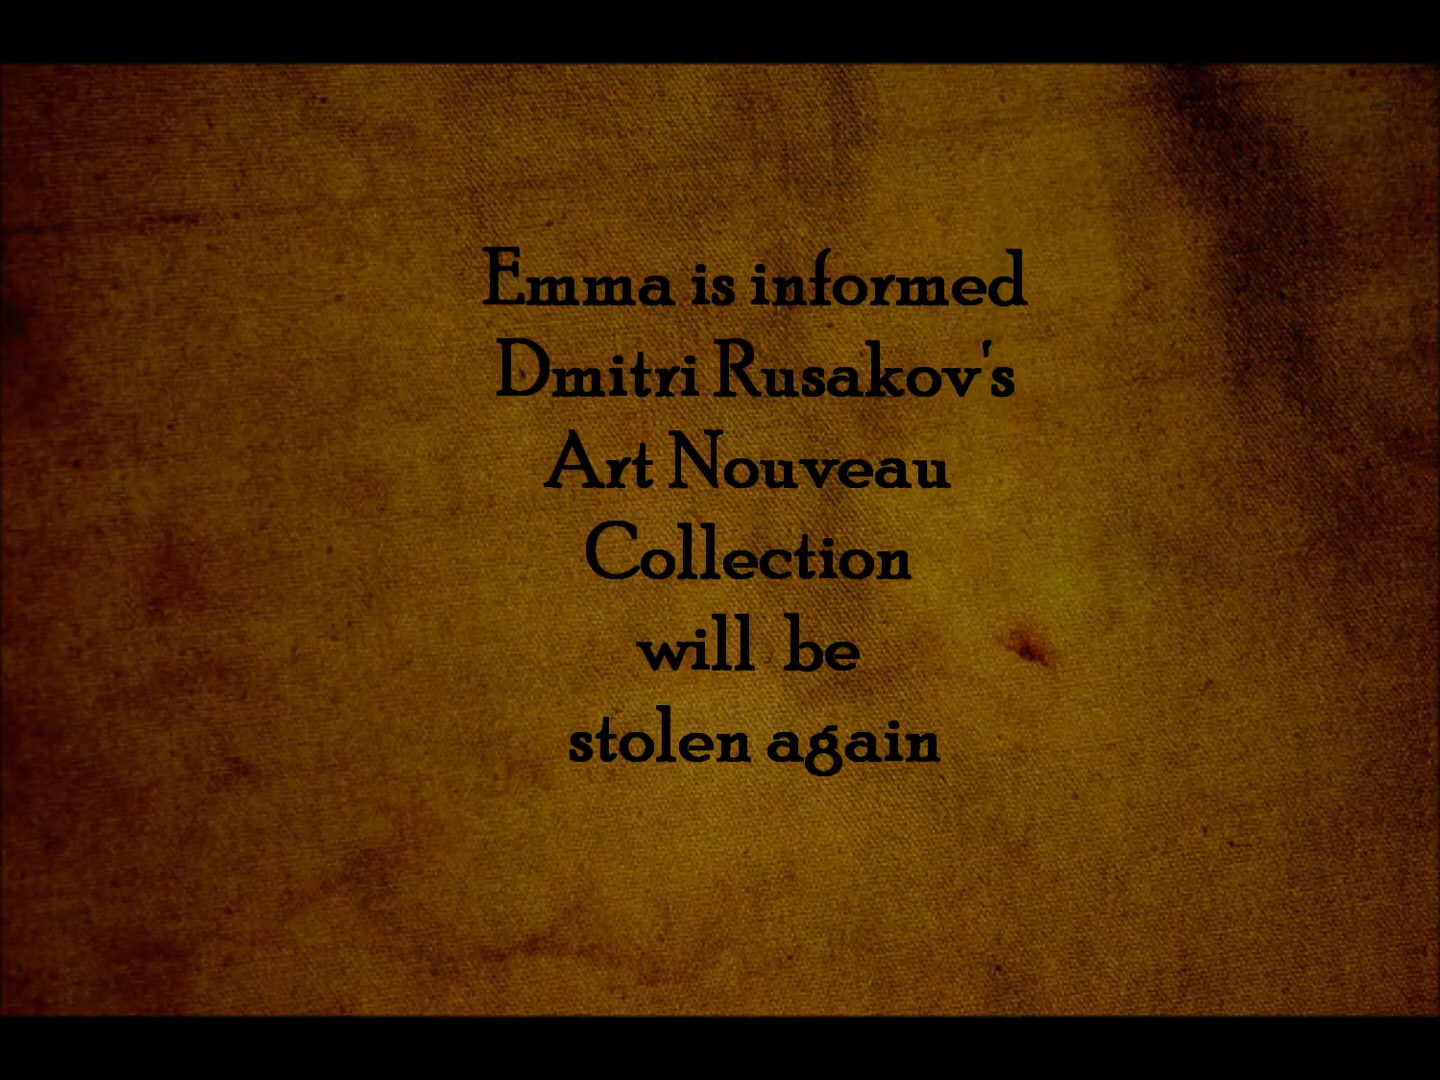 Emma is informed
Dmitri Rusakov's
Art Nouveau
Collection
will be
stolen again